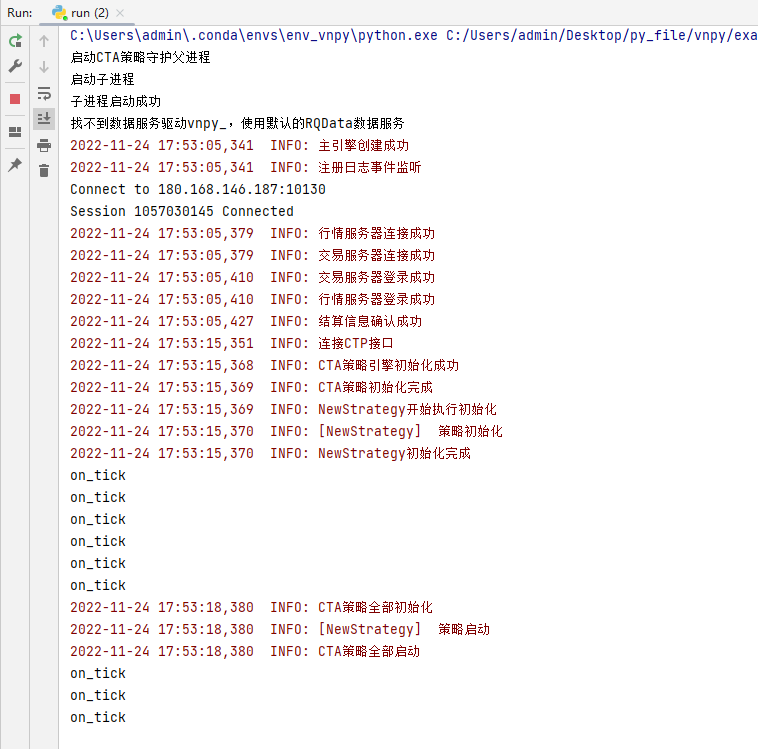 Run: run (2)
C:\Users\admin\.conda\envs\env_vnpy\python.exe C:/Users/admin/Desktop/py_file/vnpy/exa
启动CTA策略守护父进程
启动子进程
子进程启动成功
找不到数据服务驱动vnpy_，使用默认的RQData数据服务
2022-11-24 17:53:05,341  INFO: 主引擎创建成功
2022-11-24 17:53:05,341  INFO: 注册日志事件监听
Connect to 180.168.146.187:10130
Session 1057030145 Connected
2022-11-24 17:53:05,379  INFO: 行情服务器连接成功
2022-11-24 17:53:05,379  INFO: 交易服务器连接成功
2022-11-24 17:53:05,410  INFO: 交易服务器登录成功
2022-11-24 17:53:05,410  INFO: 行情服务器登录成功
2022-11-24 17:53:05,427  INFO: 结算信息确认成功
2022-11-24 17:53:15,351  INFO: 连接CTP接口
2022-11-24 17:53:15,368  INFO: CTA策略引擎初始化成功
2022-11-24 17:53:15,369  INFO: CTA策略初始化完成
2022-11-24 17:53:15,369  INFO: NewStrategy开始执行初始化
2022-11-24 17:53:15,370  INFO: [NewStrategy]  策略初始化
2022-11-24 17:53:15,370  INFO: NewStrategy初始化完成
on_tick
on_tick
on_tick
on_tick
on_tick
on_tick
2022-11-24 17:53:18,380  INFO: CTA策略全部初始化
2022-11-24 17:53:18,380  INFO: [NewStrategy]  策略启动
2022-11-24 17:53:18,380  INFO: CTA策略全部启动
on_tick
on_tick
on_tick